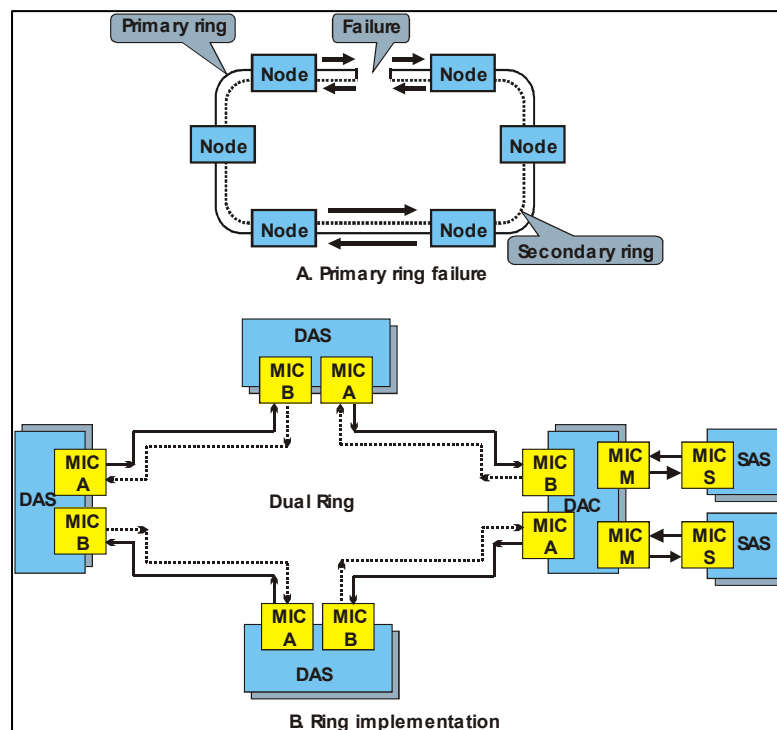 Primary ring
Failure
Node
Node
Node
Node
Node
Node
Secondary ring
A. Primary ring failure
DAS
MIC
B
MIC
A
DAS
MIC
A
MIC
B
Dual Ring
MIC
B
DAC
MIC
A
MIC
M
MIC
S
SAS
MIC
M
MIC
S
SAS
MIC
A
MIC
B
DAS
B. Ring implementation